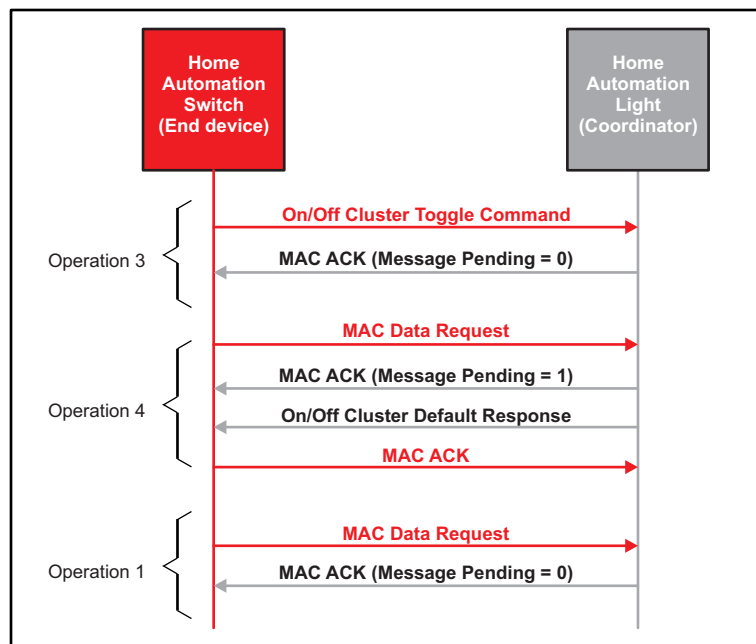 Home
Automation
Switch
(End device)
Home
Automation
Light
(Coordinator)
On/Off Cluster Toggle Command
Operation 3
MAC ACK (Message Pending = 0)
MAC Data Request
MAC ACK (Message Pending = 1)
Operation 4
On/Off Cluster Default Response
MAC ACK
MAC Data Request
Operation 1
MAC ACK (Message Pending = 0)